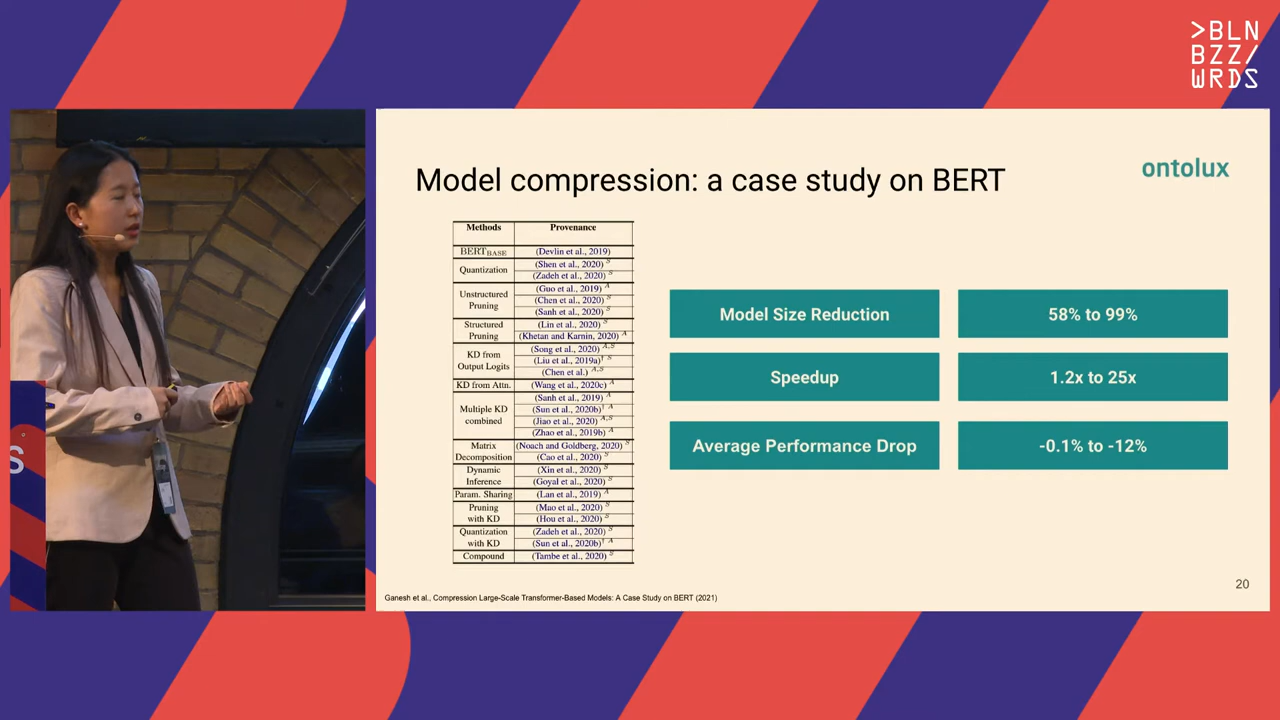 >BLN
BZZ/
WRDS
Model compression: a case study on BERT
ontolux
Methods Provenance
BERT_BASE (Devlin et al., 2019)
Quantization (Shen et al., 2020) S
(Zadeh et al., 2020) S
Unstructured Pruning (Guo et al., 2019) A
(Chen et al., 2020) S
(Sanh et al., 2020) S
Structured Pruning (Lin et al., 2020) S
(Khetan and Karnin, 2020) A
KD from Output Logits (Song et al., 2020) A,S
(Liu et al., 2019a)† S
(Chen et al.) A,S
KD from Attn. (Wang et al., 2020c) A
Multiple KD combined (Sanh et al., 2019) A
(Sun et al., 2020b)† A
(Jiao et al., 2020) A,S
(Zhao et al., 2019b) A
Matrix Decomposition (Noach and Goldberg, 2020) S
(Cao et al., 2020) S
Dynamic Inference (Xin et al., 2020) S
(Goyal et al., 2020) S
Param. Sharing (Lan et al., 2019) A
Pruning with KD (Mao et al., 2020) S
(Hou et al., 2020) S
Quantization with KD (Zadeh et al., 2020) S
(Sun et al., 2020b)† A
Compound (Tambe et al., 2020) S
Model Size Reduction 58% to 99%
Speedup 1.2x to 25x
Average Performance Drop -0.1% to -12%
Ganesh et al., Compression Large-Scale Transformer-Based Models: A Case Study on BERT (2021)
20
S